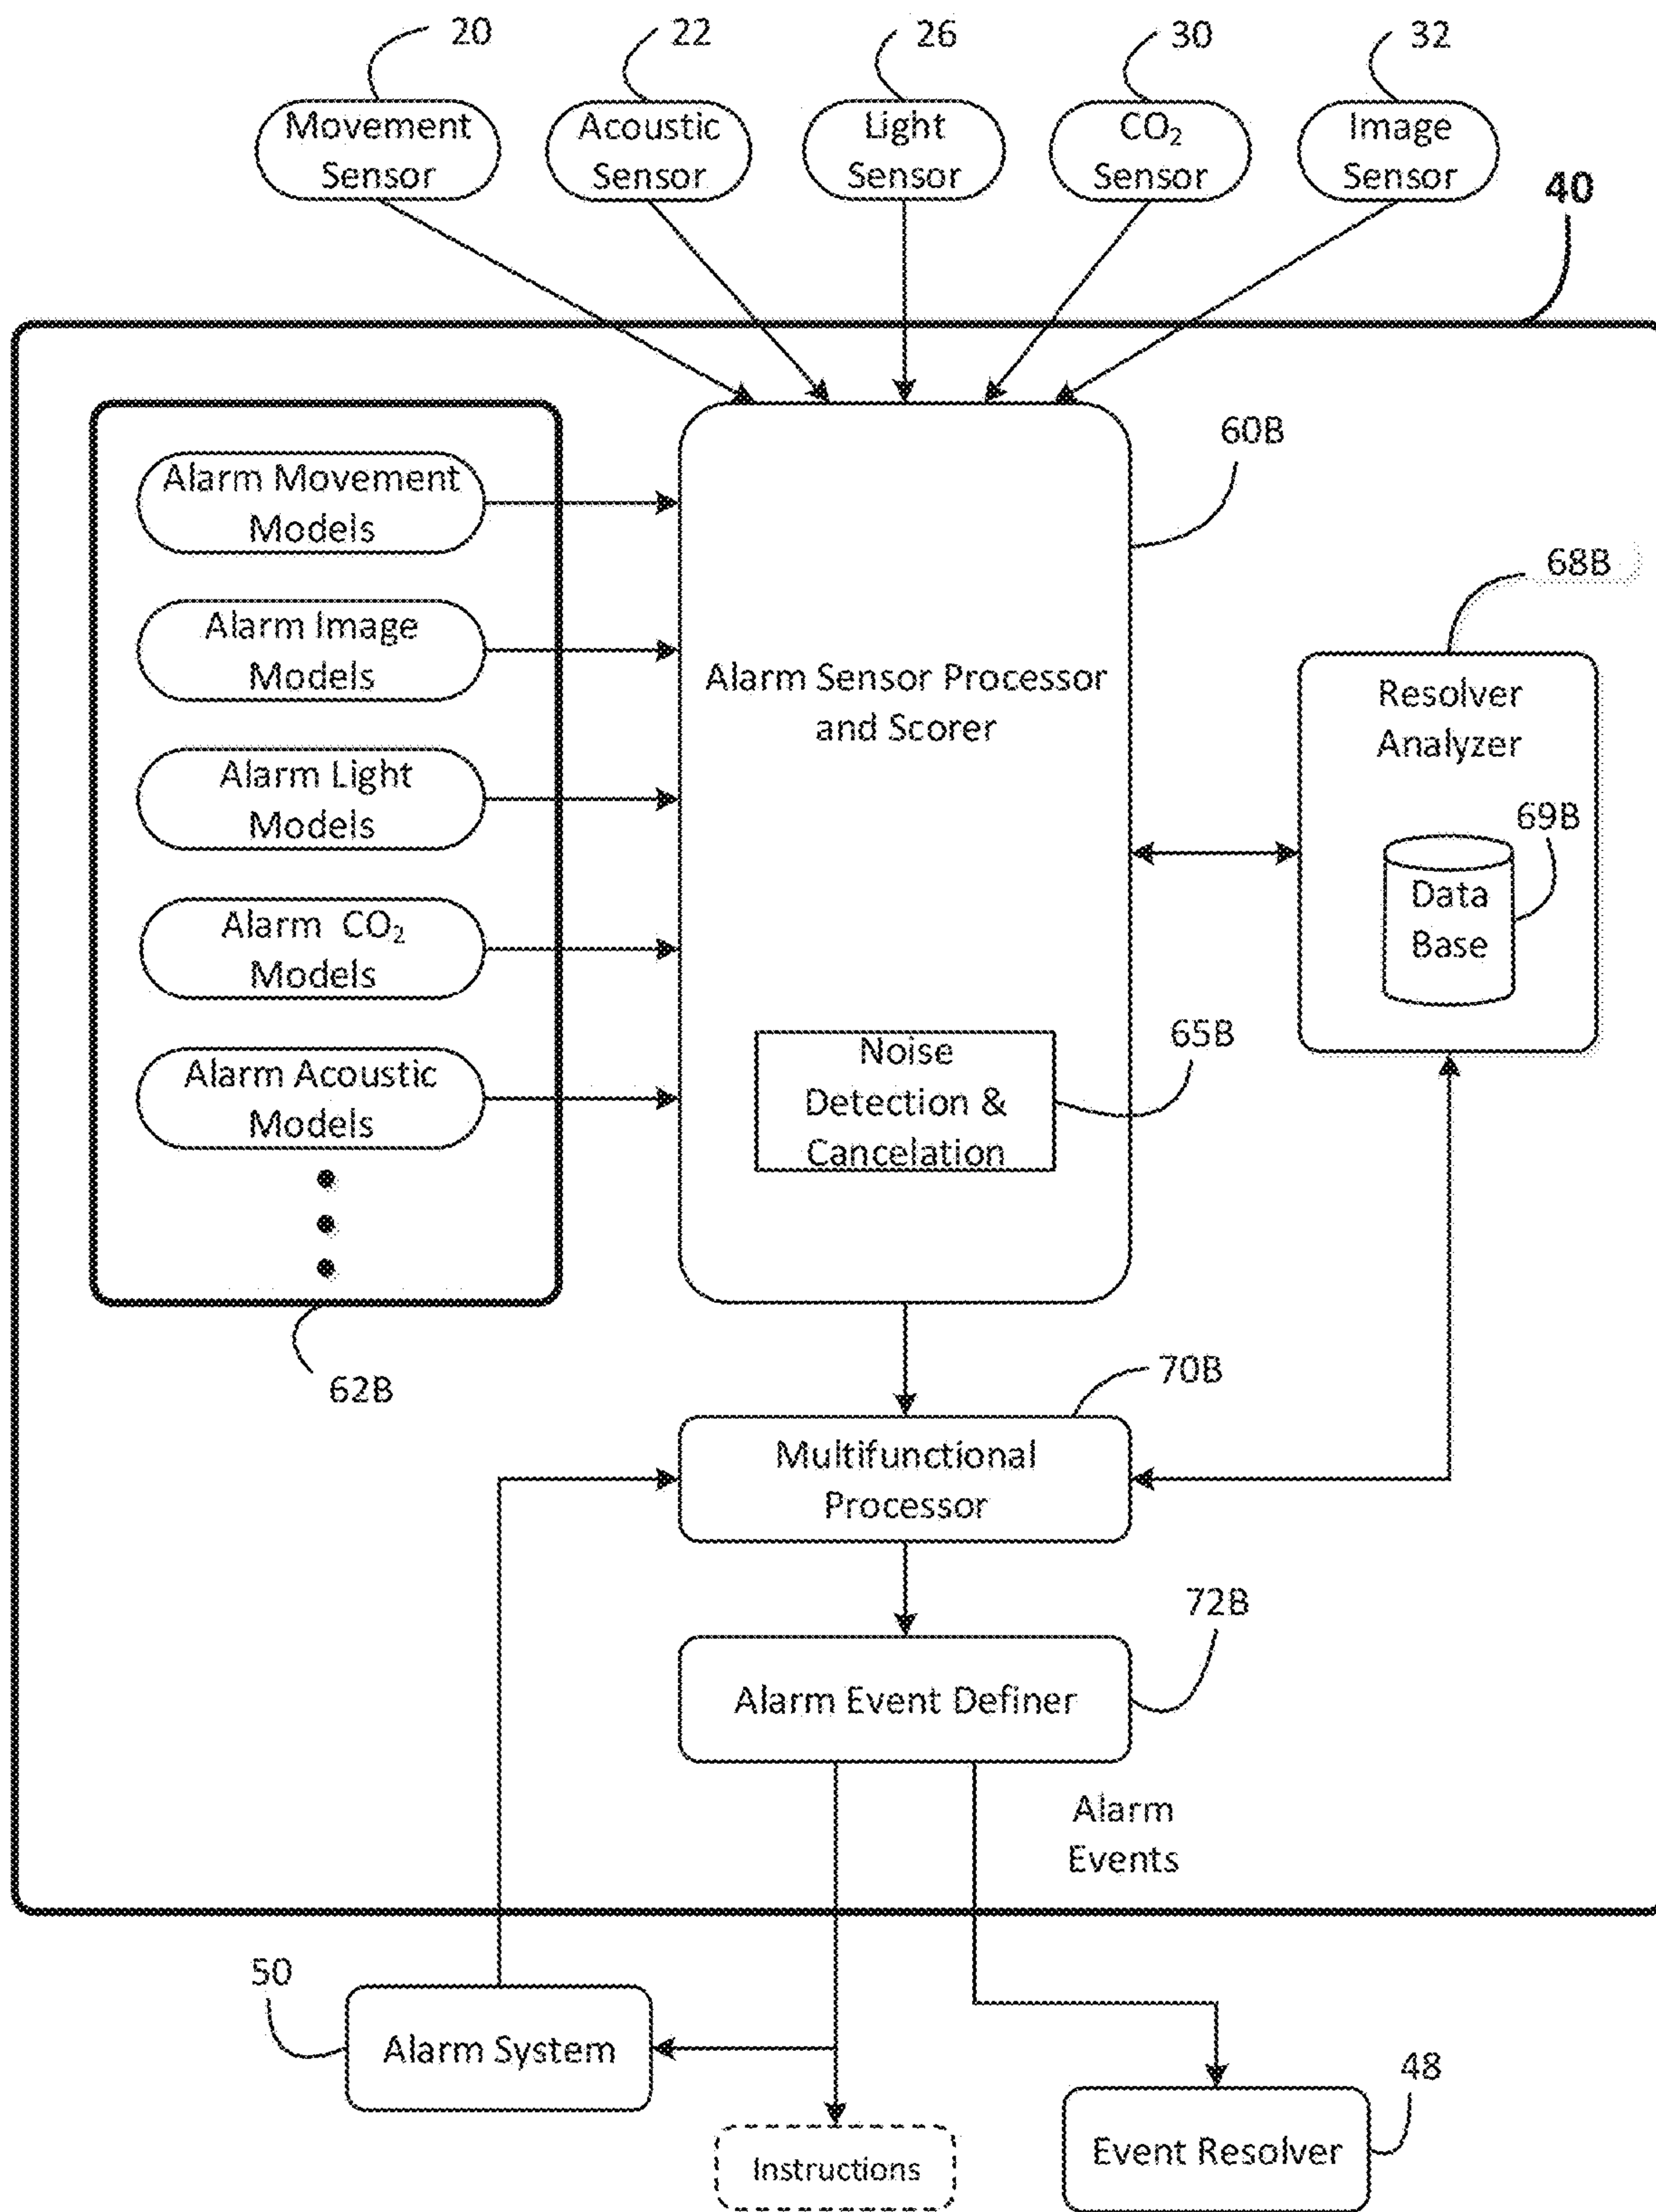 20
22
26
30
32
Movement
Sensor
Acoustic
Sensor
Light
Sensor
CO₂
Sensor
Image
Sensor
40
60B
Alarm Movement
Models
Alarm Image
Models
Alarm Light
Models
Alarm CO₂
Models
Alarm Acoustic
Models
62B
Alarm Sensor Processor
and Scorer
Noise
Detection &
Cancelation
65B
68B
Resolver
Analyzer
69B
Data
Base
70B
Multifunctional
Processor
72B
Alarm Event Definer
Alarm
Events
50
Alarm System
Instructions
48
Event Resolver